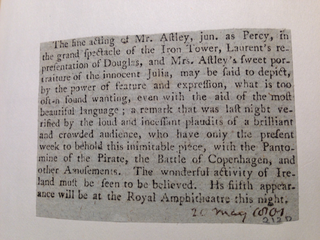 The fine acting of Mr. Astley, jun. as Percy, in
the grand spectacle of the Iron Tower, Laurent's re-
presentation of Douglas, and Mrs. Astley's sweet por-
traiture of the innocent Julia, may be said to depict,
by the power of feature and expression, what is too
often found wanting, even with the aid of the most
beautiful language; a remark that was last night ve-
rified by the loud and incessant plaudits of a brilliant
and crowded audience, who have only the present
week to behold this inimitable piece, with the Panto-
mime of the Pirate, the Battle of Copenhagen, and
other Amusements. The wonderful activity of Ire-
land must be seen to be believed. His fifth appear-
ance will be at the Royal Amphitheatre this night.
20 May 1801